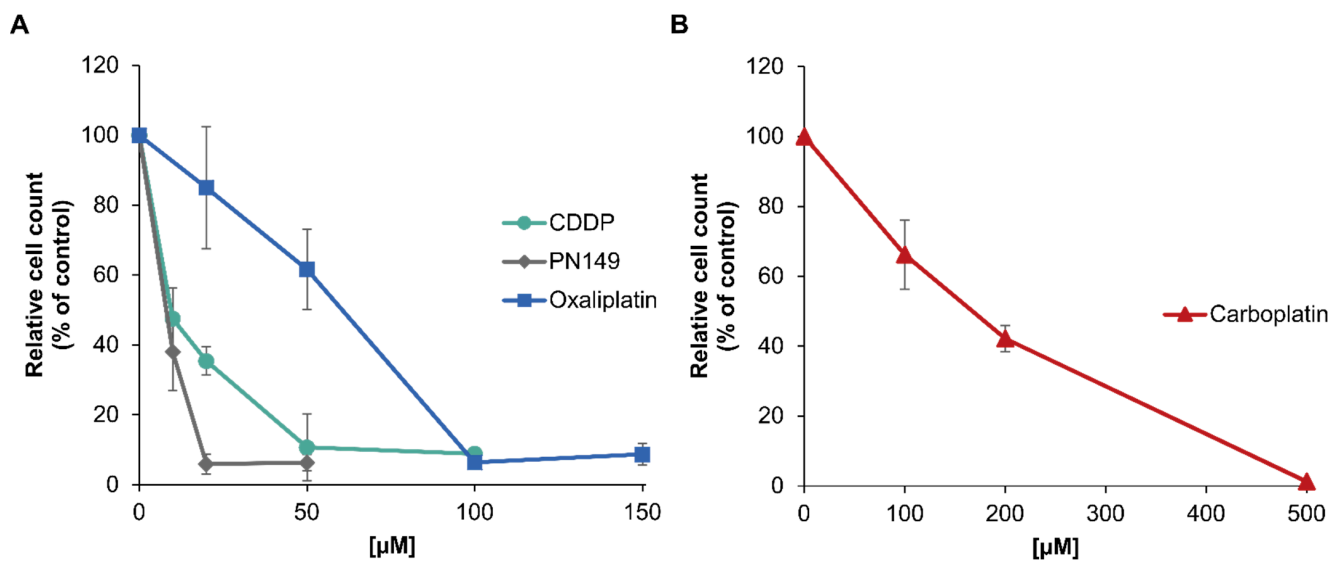 A
Relative cell count
(% of control)
120
100
80
60
40
20
0
0 50 100 150
[µM]
CDDP
PN149
Oxaliplatin
B
Relative cell count
(% of control)
120
100
80
60
40
20
0
0 100 200 300 400 500
[µM]
Carboplatin